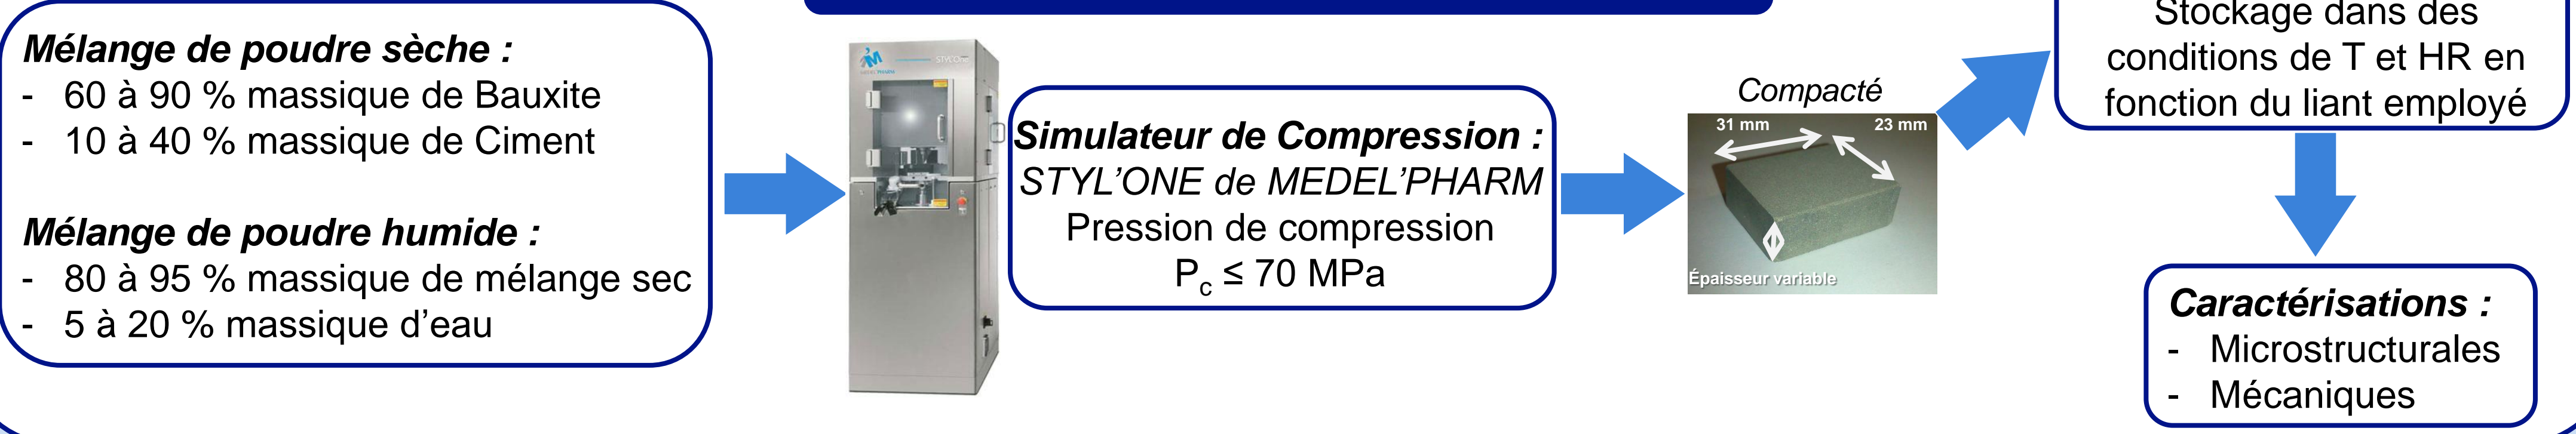 Mélange de poudre sèche :
- 60 à 90 % massique de Bauxite
- 10 à 40 % massique de Ciment
Mélange de poudre humide :
- 80 à 95 % massique de mélange sec
- 5 à 20 % massique d'eau
STYL'One
Simulateur de Compression :
STYL'ONE de MEDEL'PHARM
Pression de compression
Pc ≤ 70 MPa
Compacté
31 mm
23 mm
Épaisseur variable
Stockage dans des
conditions de T et HR en
fonction du liant employé
Caractérisations :
- Microstructurales
- Mécaniques